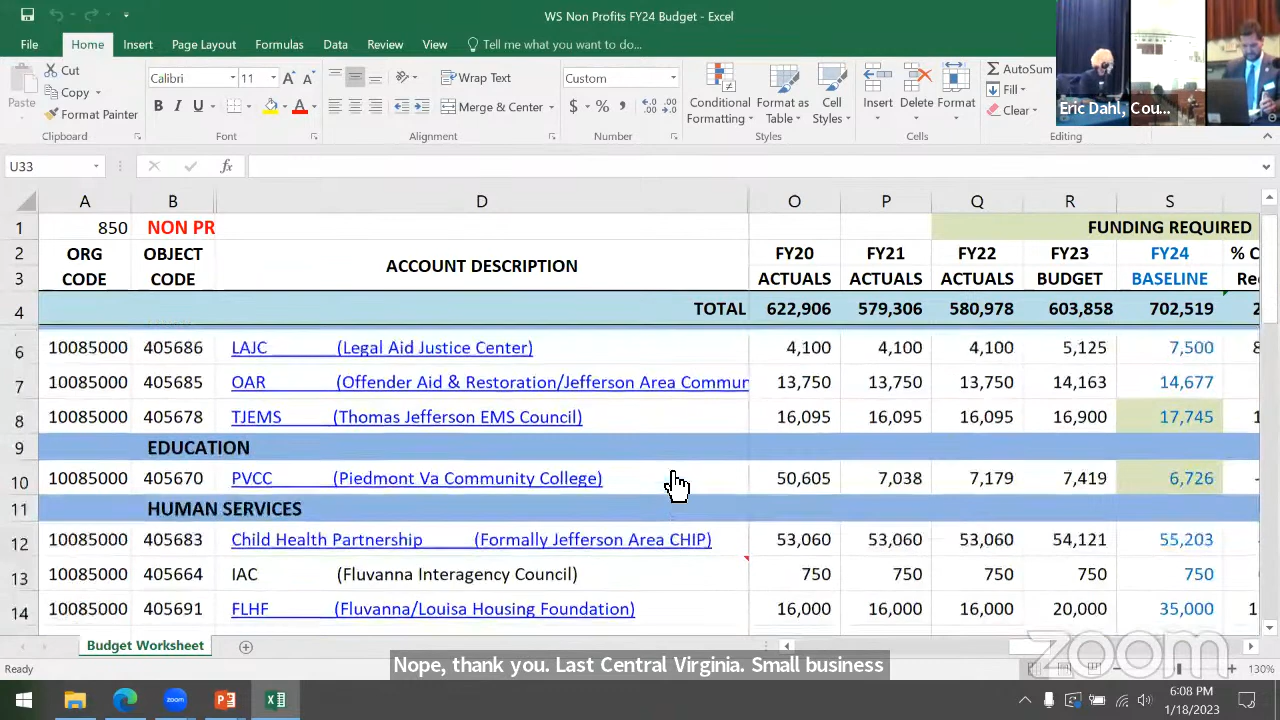 WS Non Profits FY24 Budget - Excel
File Home Insert Page Layout Formulas Data Review View Tell me what you want to do...
Cut
Copy
Format Painter
Paste
Clipboard
Calibri 11
Font
Wrap Text
Merge & Center
Alignment
Custom
Number
Conditional Formatting
Format as Table
Cell Styles
Styles
Insert Delete Format
Cells
AutoSum
Fill
Clear
Editing
Eric Dahl, Cou...
U33
A B D O P Q R S
1 850 NON PR FUNDING REQUIRED
2 ORG OBJECT ACCOUNT DESCRIPTION FY20 FY21 FY22 FY23 FY24 % C
3 CODE CODE ACTUALS ACTUALS ACTUALS BUDGET BASELINE Re
4 TOTAL 622,906 579,306 580,978 603,858 702,519 2
6 10085000 405686 LAJC (Legal Aid Justice Center) 4,100 4,100 4,100 5,125 7,500 8
7 10085000 405685 OAR (Offender Aid & Restoration/Jefferson Area Commun 13,750 13,750 13,750 14,163 14,677
8 10085000 405678 TJEMS (Thomas Jefferson EMS Council) 16,095 16,095 16,095 16,900 17,745 1
9 EDUCATION
10 10085000 405670 PVCC (Piedmont Va Community College) 50,605 7,038 7,179 7,419 6,726 -
11 HUMAN SERVICES
12 10085000 405683 Child Health Partnership (Formally Jefferson Area CHIP) 53,060 53,060 53,060 54,121 55,203
13 10085000 405664 IAC (Fluvanna Interagency Council) 750 750 750 750 750
14 10085000 405691 FLHF (Fluvanna/Louisa Housing Foundation) 16,000 16,000 16,000 20,000 35,000 1
Budget Worksheet
Ready
130%
zoom
Nope, thank you. Last Central Virginia. Small business
6:08 PM
1/18/2023